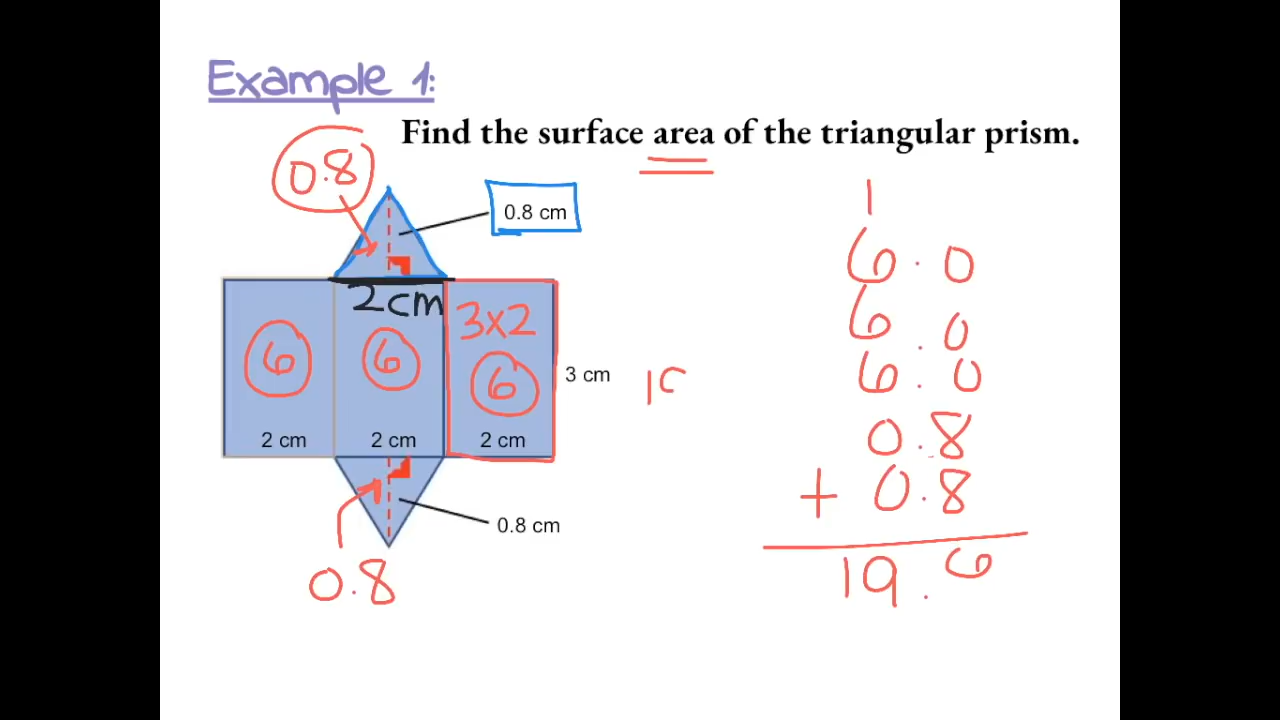 Example 1:
Find the surface area of the triangular prism.
0.8
0.8 cm
2cm
3x2
6
6
6
3 cm
2 cm
2 cm
2 cm
0.8 cm
0.8
1
6.0
6.0
6.0
0.8
+ 0.8
19.6